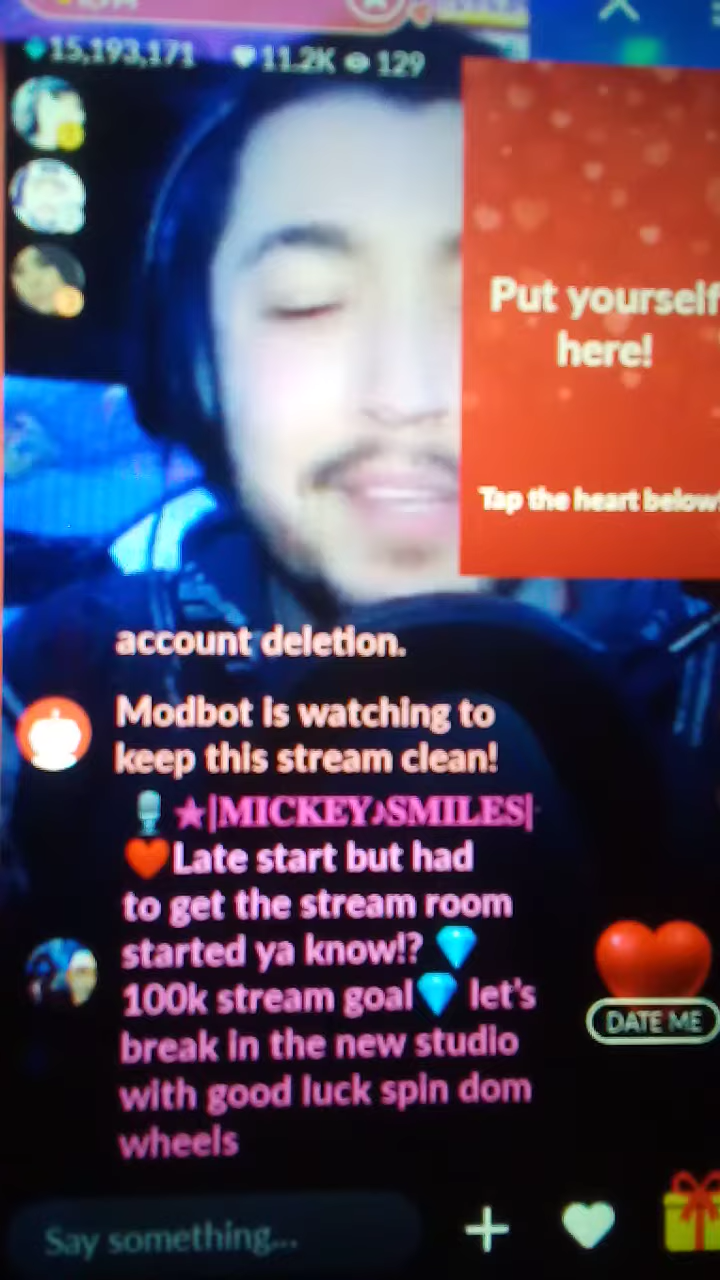 15,193,171 11.2K 129
Put yourself
here!
Tap the heart below
account deletion.
Modbot is watching to
keep this stream clean!
🎙️★|MICKEY♪SMILES|
❤️Late start but had
to get the stream room
started ya know!? 💎
100k stream goal💎 let's
break in the new studio
with good luck spin dom
wheels
DATE ME
Say something...